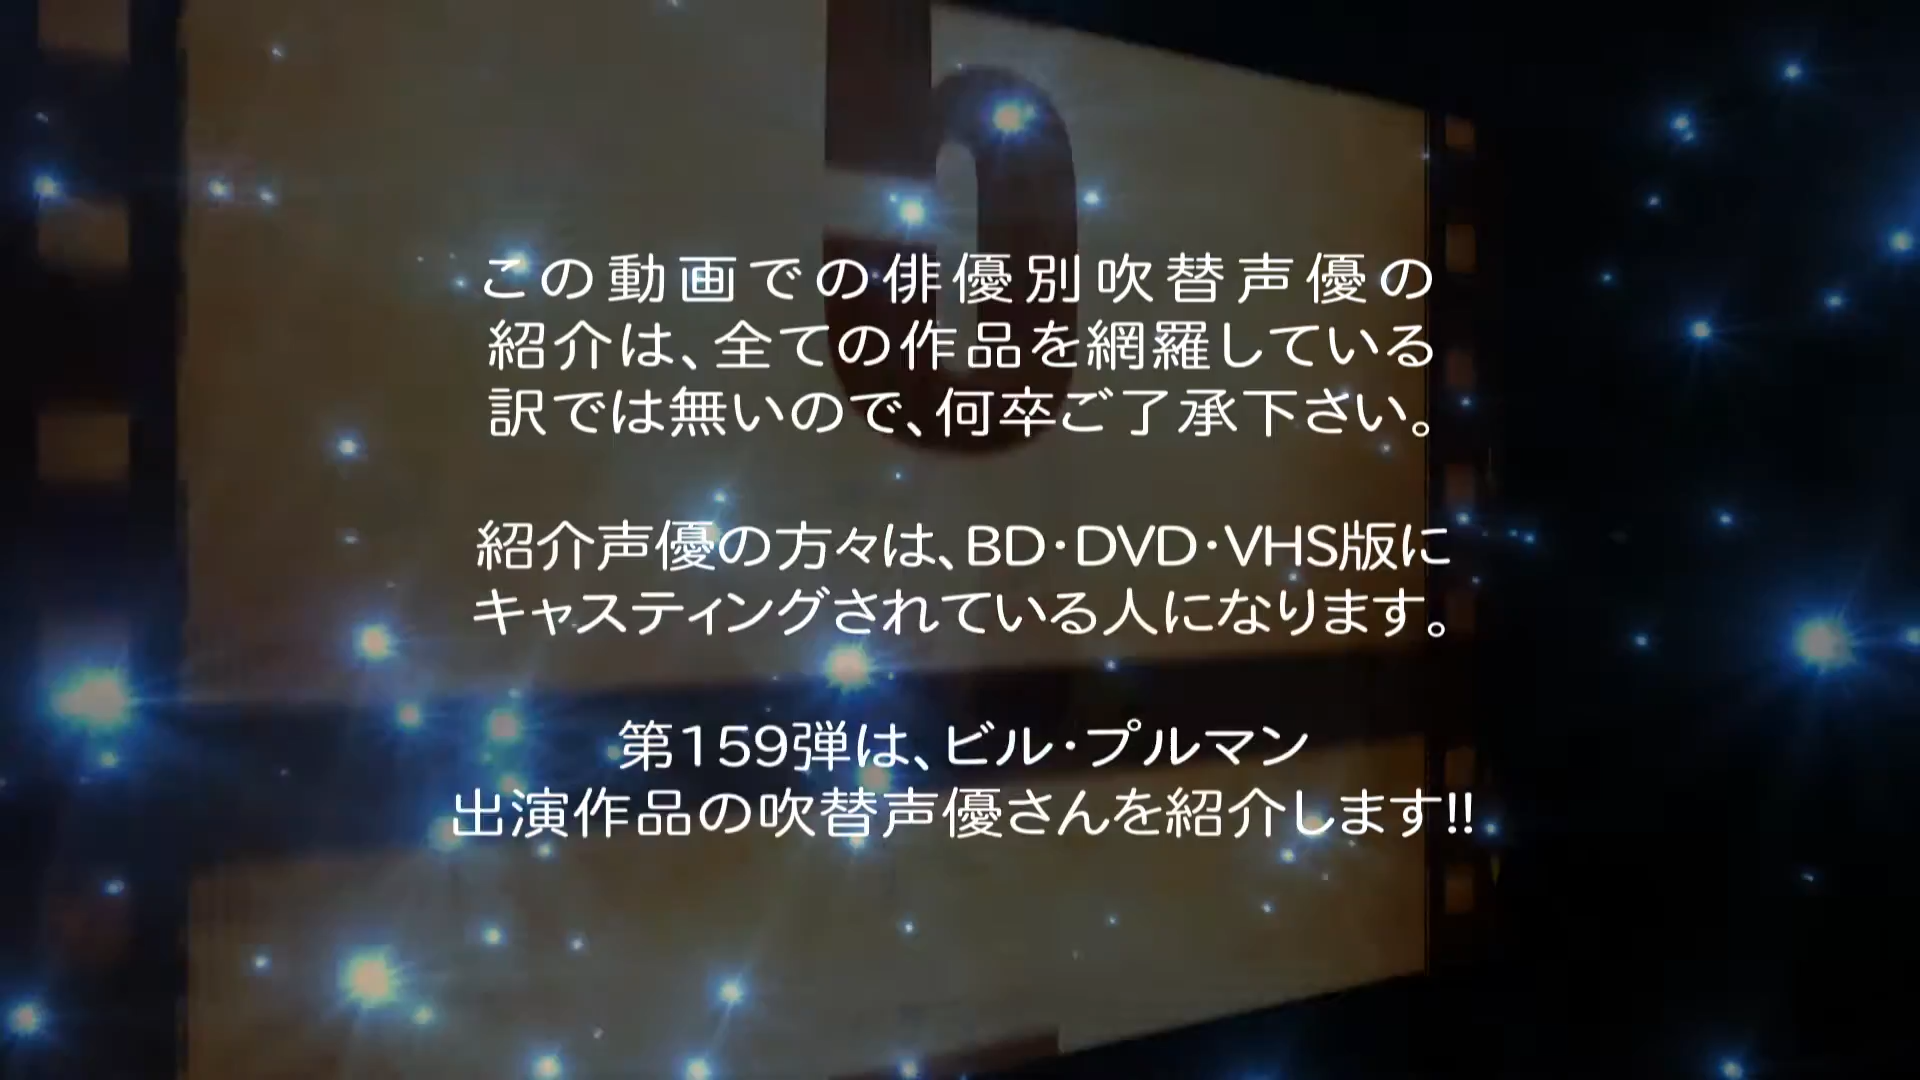 この動画での俳優別吹替声優の
紹介は、全ての作品を網羅している
訳では無いので、何卒ご了承下さい。
紹介声優の方々は、BD・DVD・VHS版に
キャスティングされている人になります。
第159弾は、ビル・プルマン
出演作品の吹替声優さんを紹介します!!